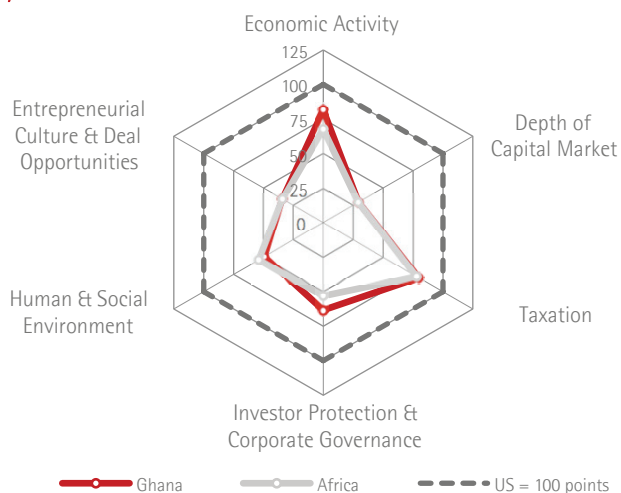 Economic Activity
125
100
75
50
25
0
Entrepreneurial
Culture & Deal
Opportunities
Depth of
Capital Market
Human & Social
Environment
Taxation
Investor Protection &
Corporate Governance
Ghana
Africa
US = 100 points